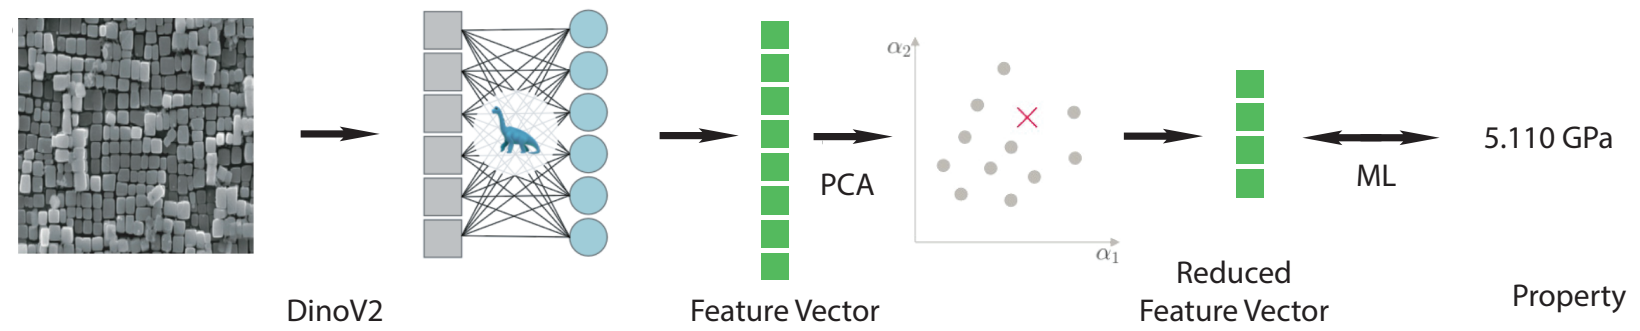 α₂
α₁
PCA
ML
5.110 GPa
DinoV2
Feature Vector
Reduced
Feature Vector
Property